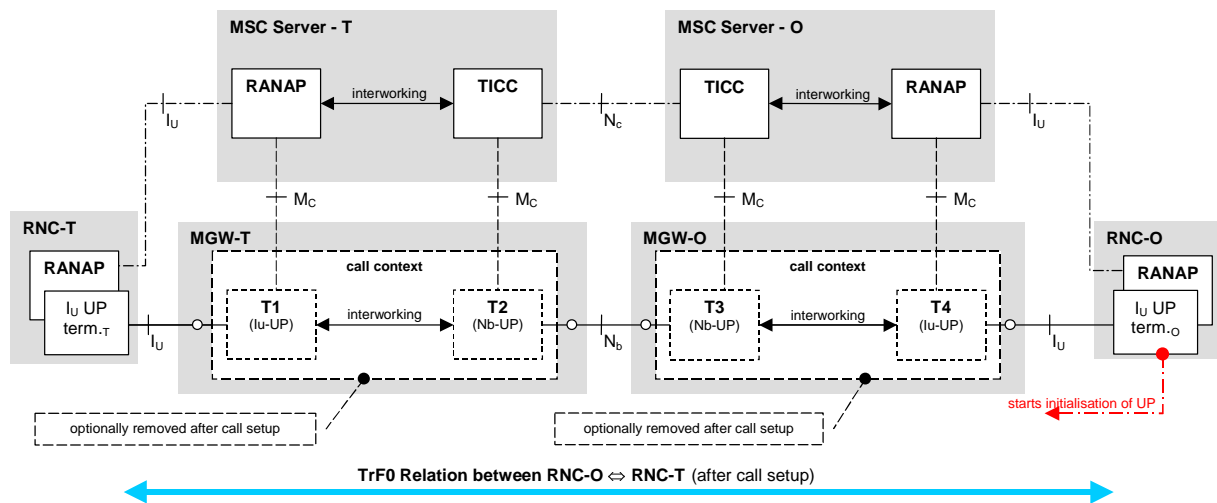 MSC Server - T
MSC Server - O
RANAP
interworking
TICC
TICC
interworking
RANAP
IU
NC
IU
MC
MC
MC
MC
RNC-T
MGW-T
MGW-O
RNC-O
RANAP
call context
call context
RANAP
IU UP
term.T
T1
(Iu-UP)
interworking
T2
(Nb-UP)
T3
(Nb-UP)
interworking
T4
(Iu-UP)
IU UP
term.O
IU
Nb
IU
starts initialisation of UP
optionally removed after call setup
optionally removed after call setup
TrF0 Relation between RNC-O ⇔ RNC-T (after call setup)